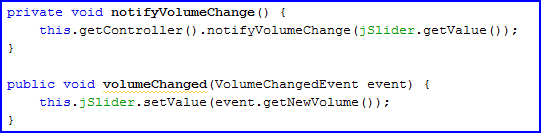 private void notifyVolumeChange() {
    this.getController().notifyVolumeChange(jSlider.getValue());
}

public void volumeChanged(VolumeChangedEvent event) {
    this.jSlider.setValue(event.getNewVolume());
}